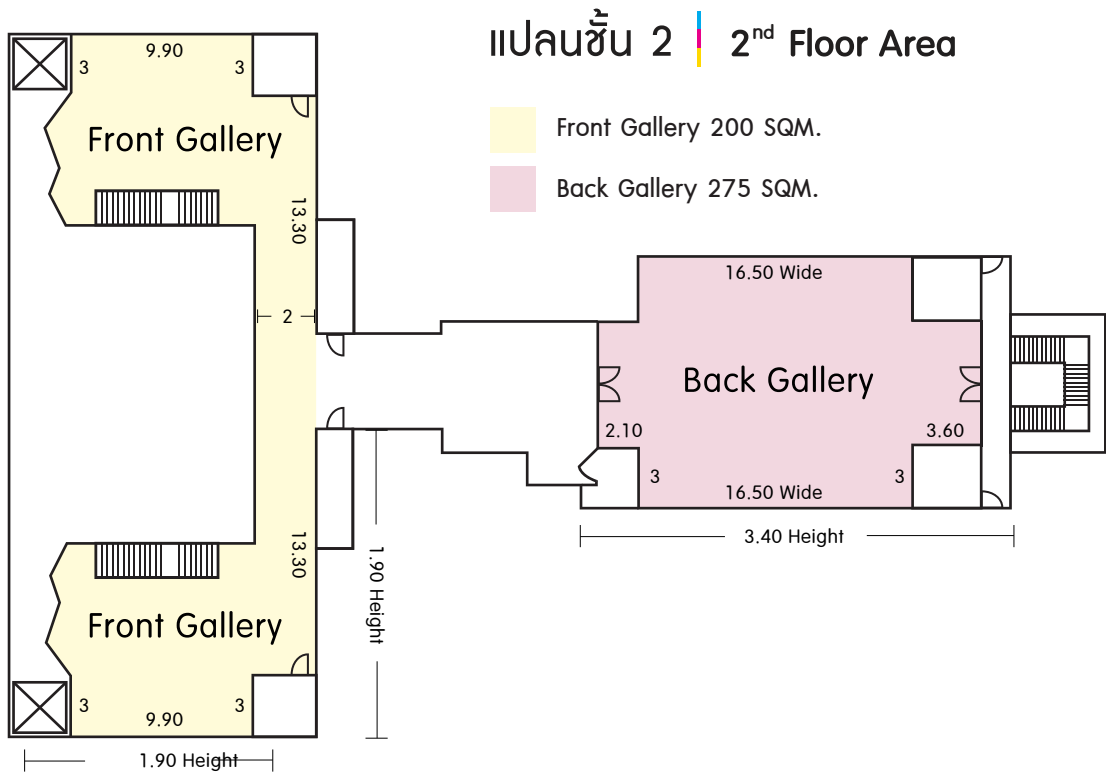 แปลนชั้น 2 2nd Floor Area
Front Gallery 200 SQM.
Back Gallery 275 SQM.
9.90
3
3
Front Gallery
13.30
2
13.30
Front Gallery
3
3
9.90
1.90 Height
1.90 Height
16.50 Wide
Back Gallery
2.10
3.60
3
3
16.50 Wide
3.40 Height